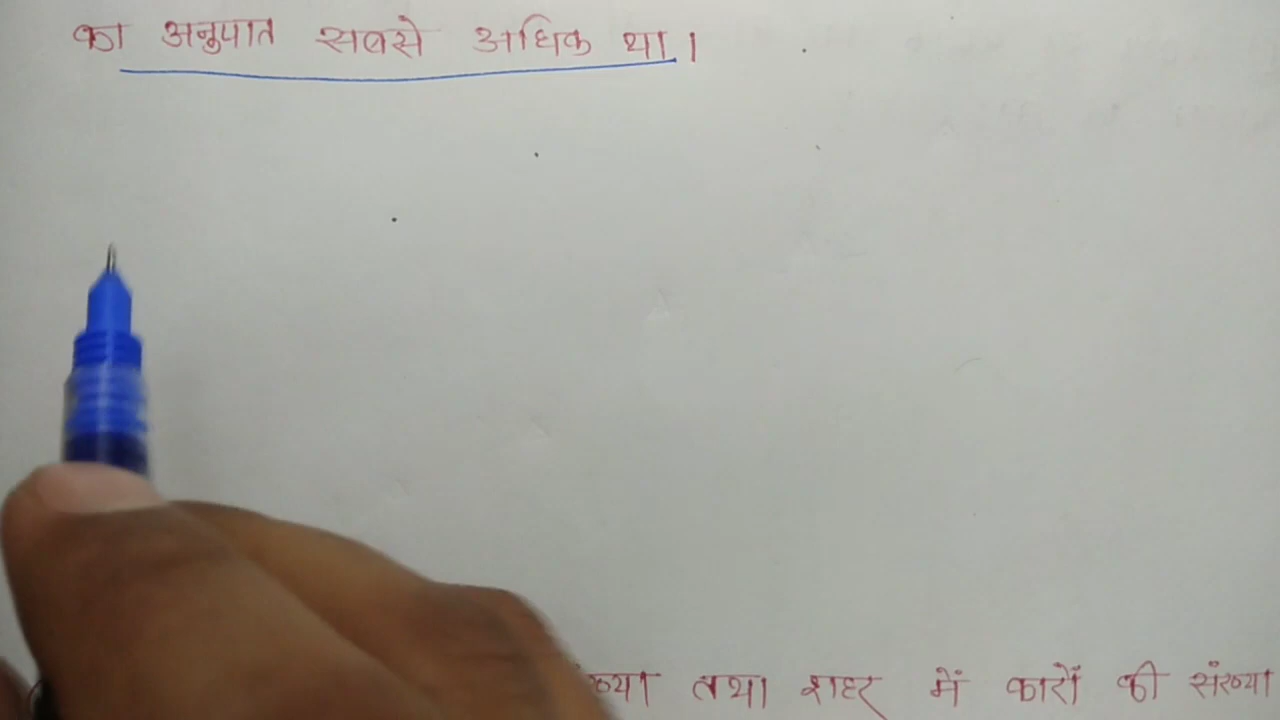 का अनुपात सबसे अधिक था।
तथा शहर में कारों की संख्या